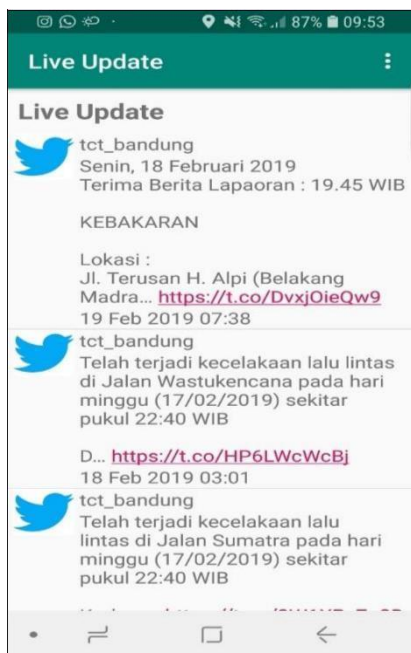 87% 09:53
Live Update
Live Update
tct_bandung
Senin, 18 Februari 2019
Terima Berita Lapaoran : 19.45 WIB
KEBAKARAN
Lokasi :
Jl. Terusan H. Alpi (Belakang
Madra... https://t.co/DvxjOieQw9
19 Feb 2019 07:38
tct_bandung
Telah terjadi kecelakaan lalu lintas
di Jalan Wastukencana pada hari
minggu (17/02/2019) sekitar
pukul 22:40 WIB
D... https://t.co/HP6LWcWcBj
18 Feb 2019 03:01
tct_bandung
Telah terjadi kecelakaan lalu
lintas di Jalan Sumatra pada hari
minggu (17/02/2019) sekitar
pukul 22:40 WIB